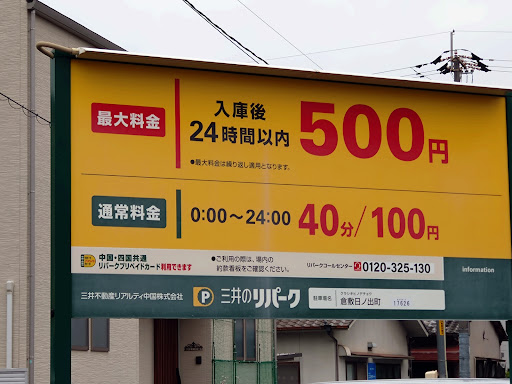 最大料金
入庫後
24時間以内
500円
●最大料金は繰り返し適用となります。
通常料金
0:00～24:00
40分/100円
中国・四国共通
リパークプリペイドカード利用できます
●ご利用の際は、場内の
約款看板をご確認ください。
リパークコールセンター
0120-325-130
information
三井不動産リアルティ中国株式会社
P 三井のリパーク
駐車場名
倉敷日ノ出町
17626